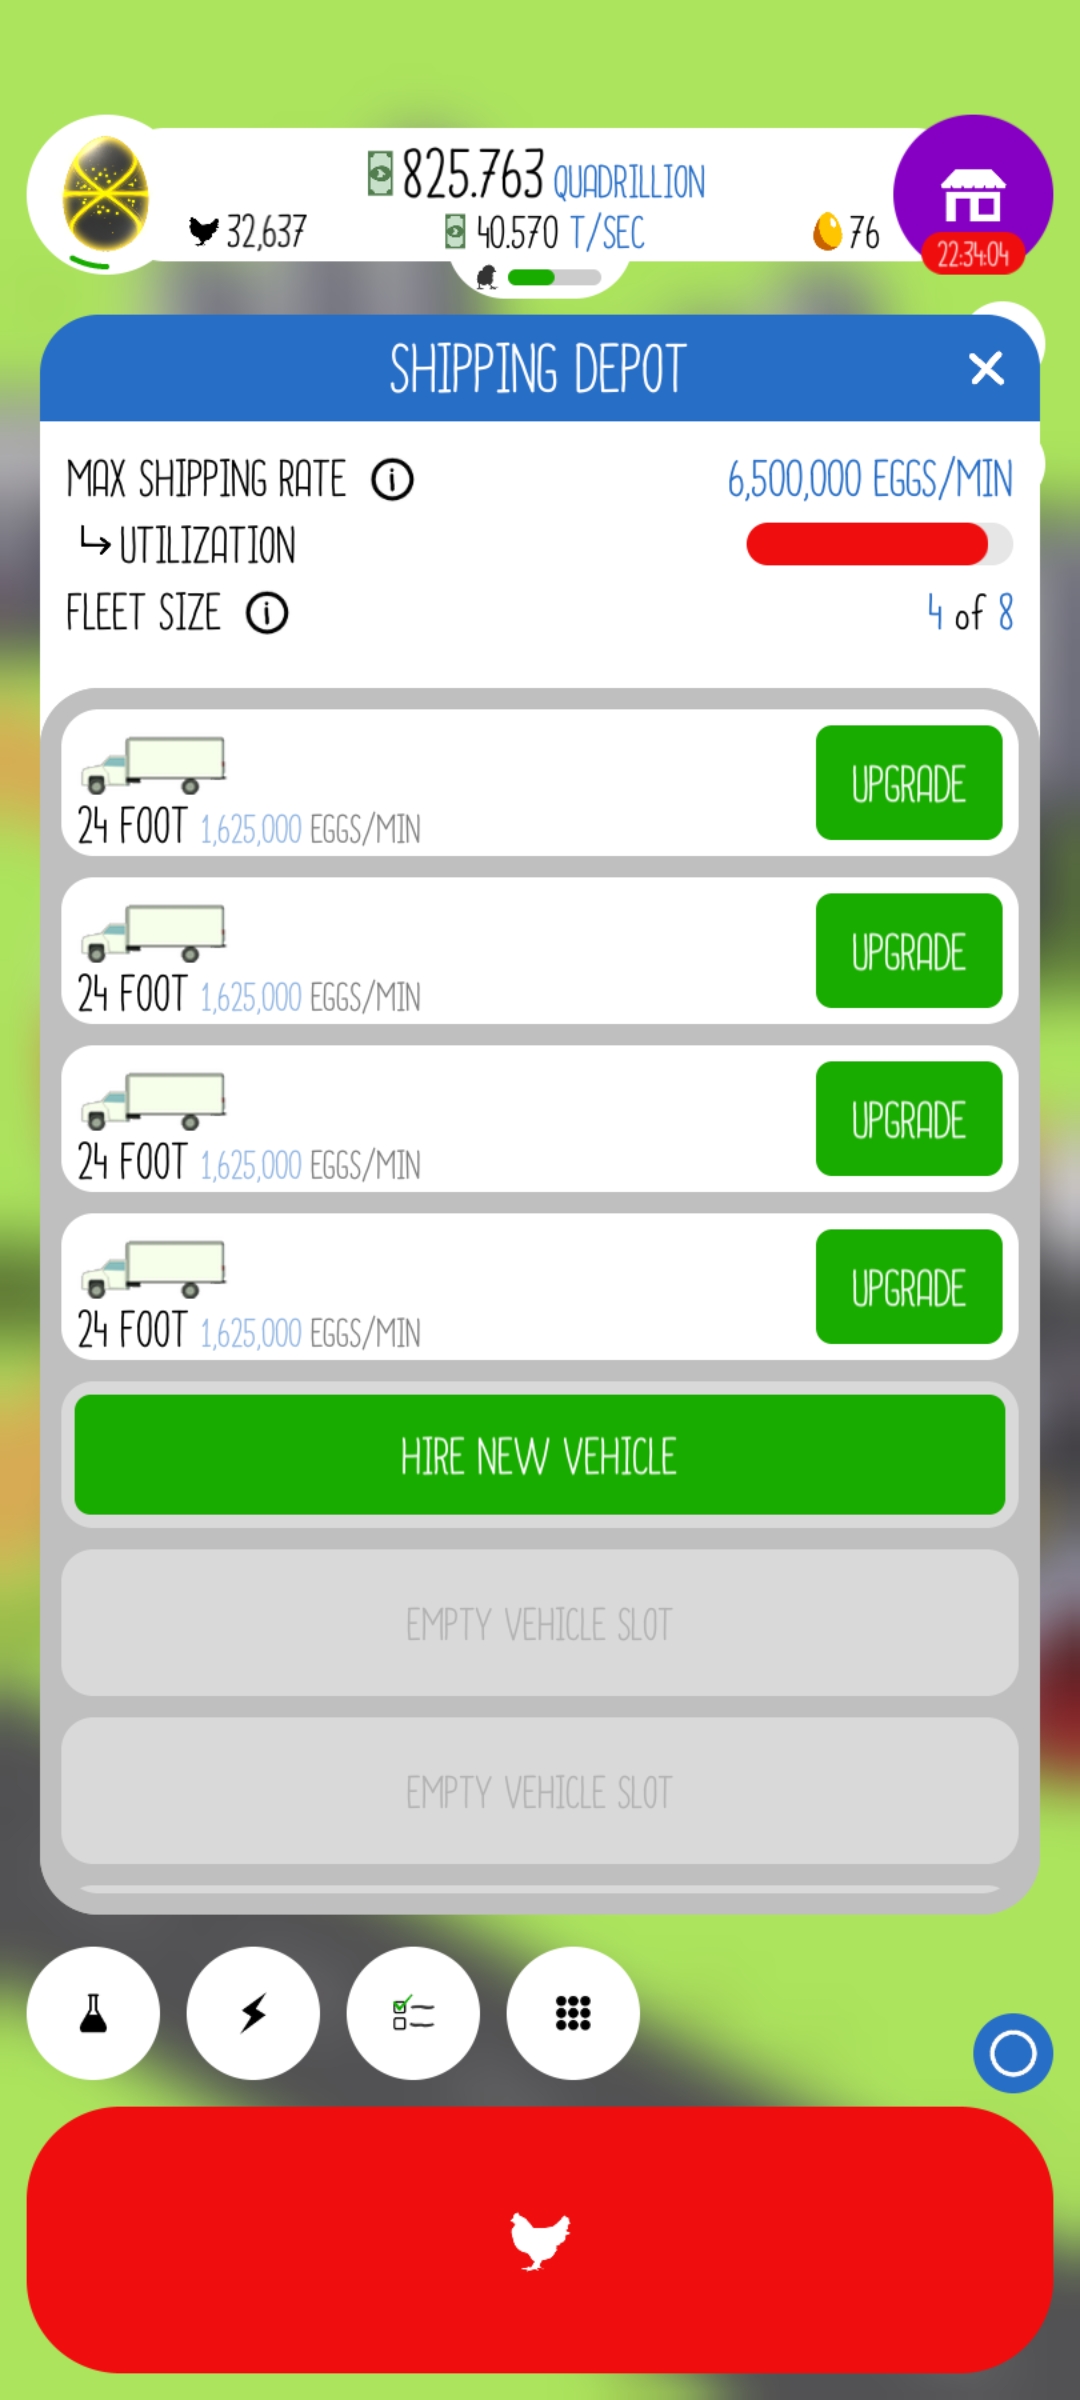 825.763 QUADRILLION
32,637
40.570 T/SEC
76
22:34:04
SHIPPING DEPOT
MAX SHIPPING RATE
6,500,000 EGGS/MIN
UTILIZATION
FLEET SIZE
4 of 8
24 FOOT 1,625,000 EGGS/MIN
UPGRADE
24 FOOT 1,625,000 EGGS/MIN
UPGRADE
24 FOOT 1,625,000 EGGS/MIN
UPGRADE
24 FOOT 1,625,000 EGGS/MIN
UPGRADE
HIRE NEW VEHICLE
EMPTY VEHICLE SLOT
EMPTY VEHICLE SLOT